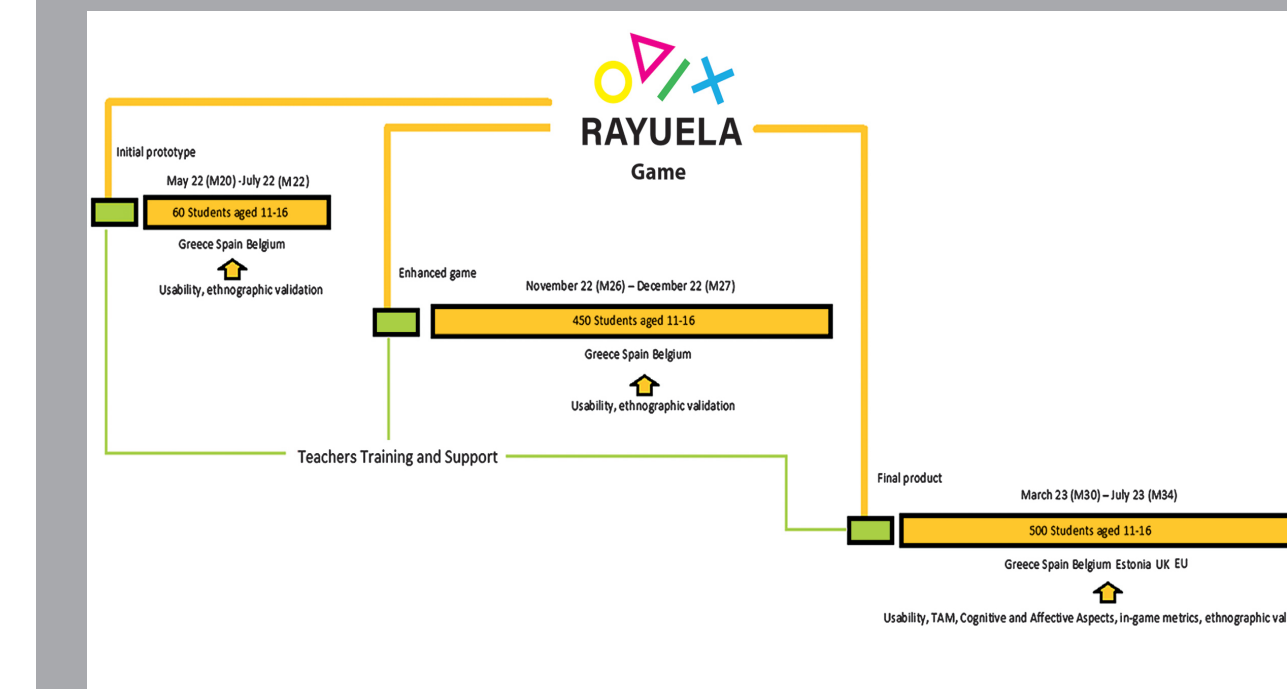 RAYUELA
Game
Initial prototype
May 22 (M20) -July 22 (M22)
60 Students aged 11-16
Greece Spain Belgium
Usability, ethnographic validation
Enhanced game
November 22 (M26) – December 22 (M27)
450 Students aged 11-16
Greece Spain Belgium
Usability, ethnographic validation
Teachers Training and Support
Final product
March 23 (M30) – July 23 (M34)
500 Students aged 11-16
Greece Spain Belgium Estonia UK EU
Usability, TAM, Cognitive and Affective Aspects, in-game metrics, ethnographic val